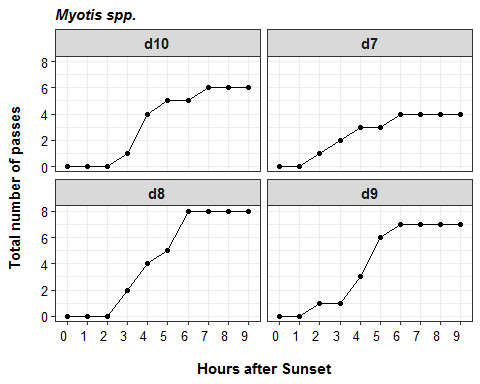 Myotis spp.
d10 d7
8
6
4
2
0
d8 d9
8
6
4
2
0
0 1 2 3 4 5 6 7 8 9 0 1 2 3 4 5 6 7 8 9
Total number of passes
Hours after Sunset